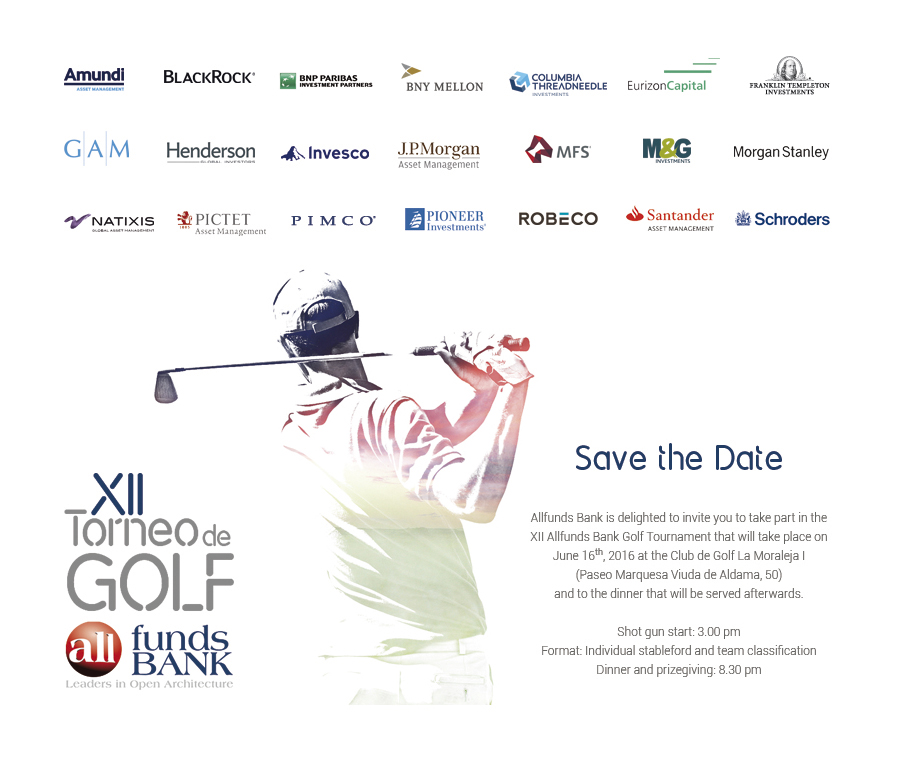 Amundi
ASSET MANAGEMENT
BLACKROCK®
BNP PARIBAS
INVESTMENT PARTNERS
BNY MELLON
COLUMBIA
THREADNEEDLE
INVESTMENTS
EurizonCapital
FRANKLIN TEMPLETON
INVESTMENTS
GAM
Henderson
GLOBAL INVESTORS
Invesco
J.P.Morgan
Asset Management
MFS®
M&G
INVESTMENTS
Morgan Stanley
NATIXIS
GLOBAL ASSET MANAGEMENT
PICTET
1805
Asset Management
PIMCO®
PIONEER
Investments®
ROBECO
Santander
ASSET MANAGEMENT
Schroders
XII
Torneo de
GOLF
all funds
BANK
Leaders in Open Architecture
Save the Date
Allfunds Bank is delighted to invite you to take part in the
XII Allfunds Bank Golf Tournament that will take place on
June 16th, 2016 at the Club de Golf La Moraleja I
(Paseo Marquesa Viuda de Aldama, 50)
and to the dinner that will be served afterwards.
Shot gun start: 3.00 pm
Format: Individual stableford and team classification
Dinner and prizegiving: 8.30 pm